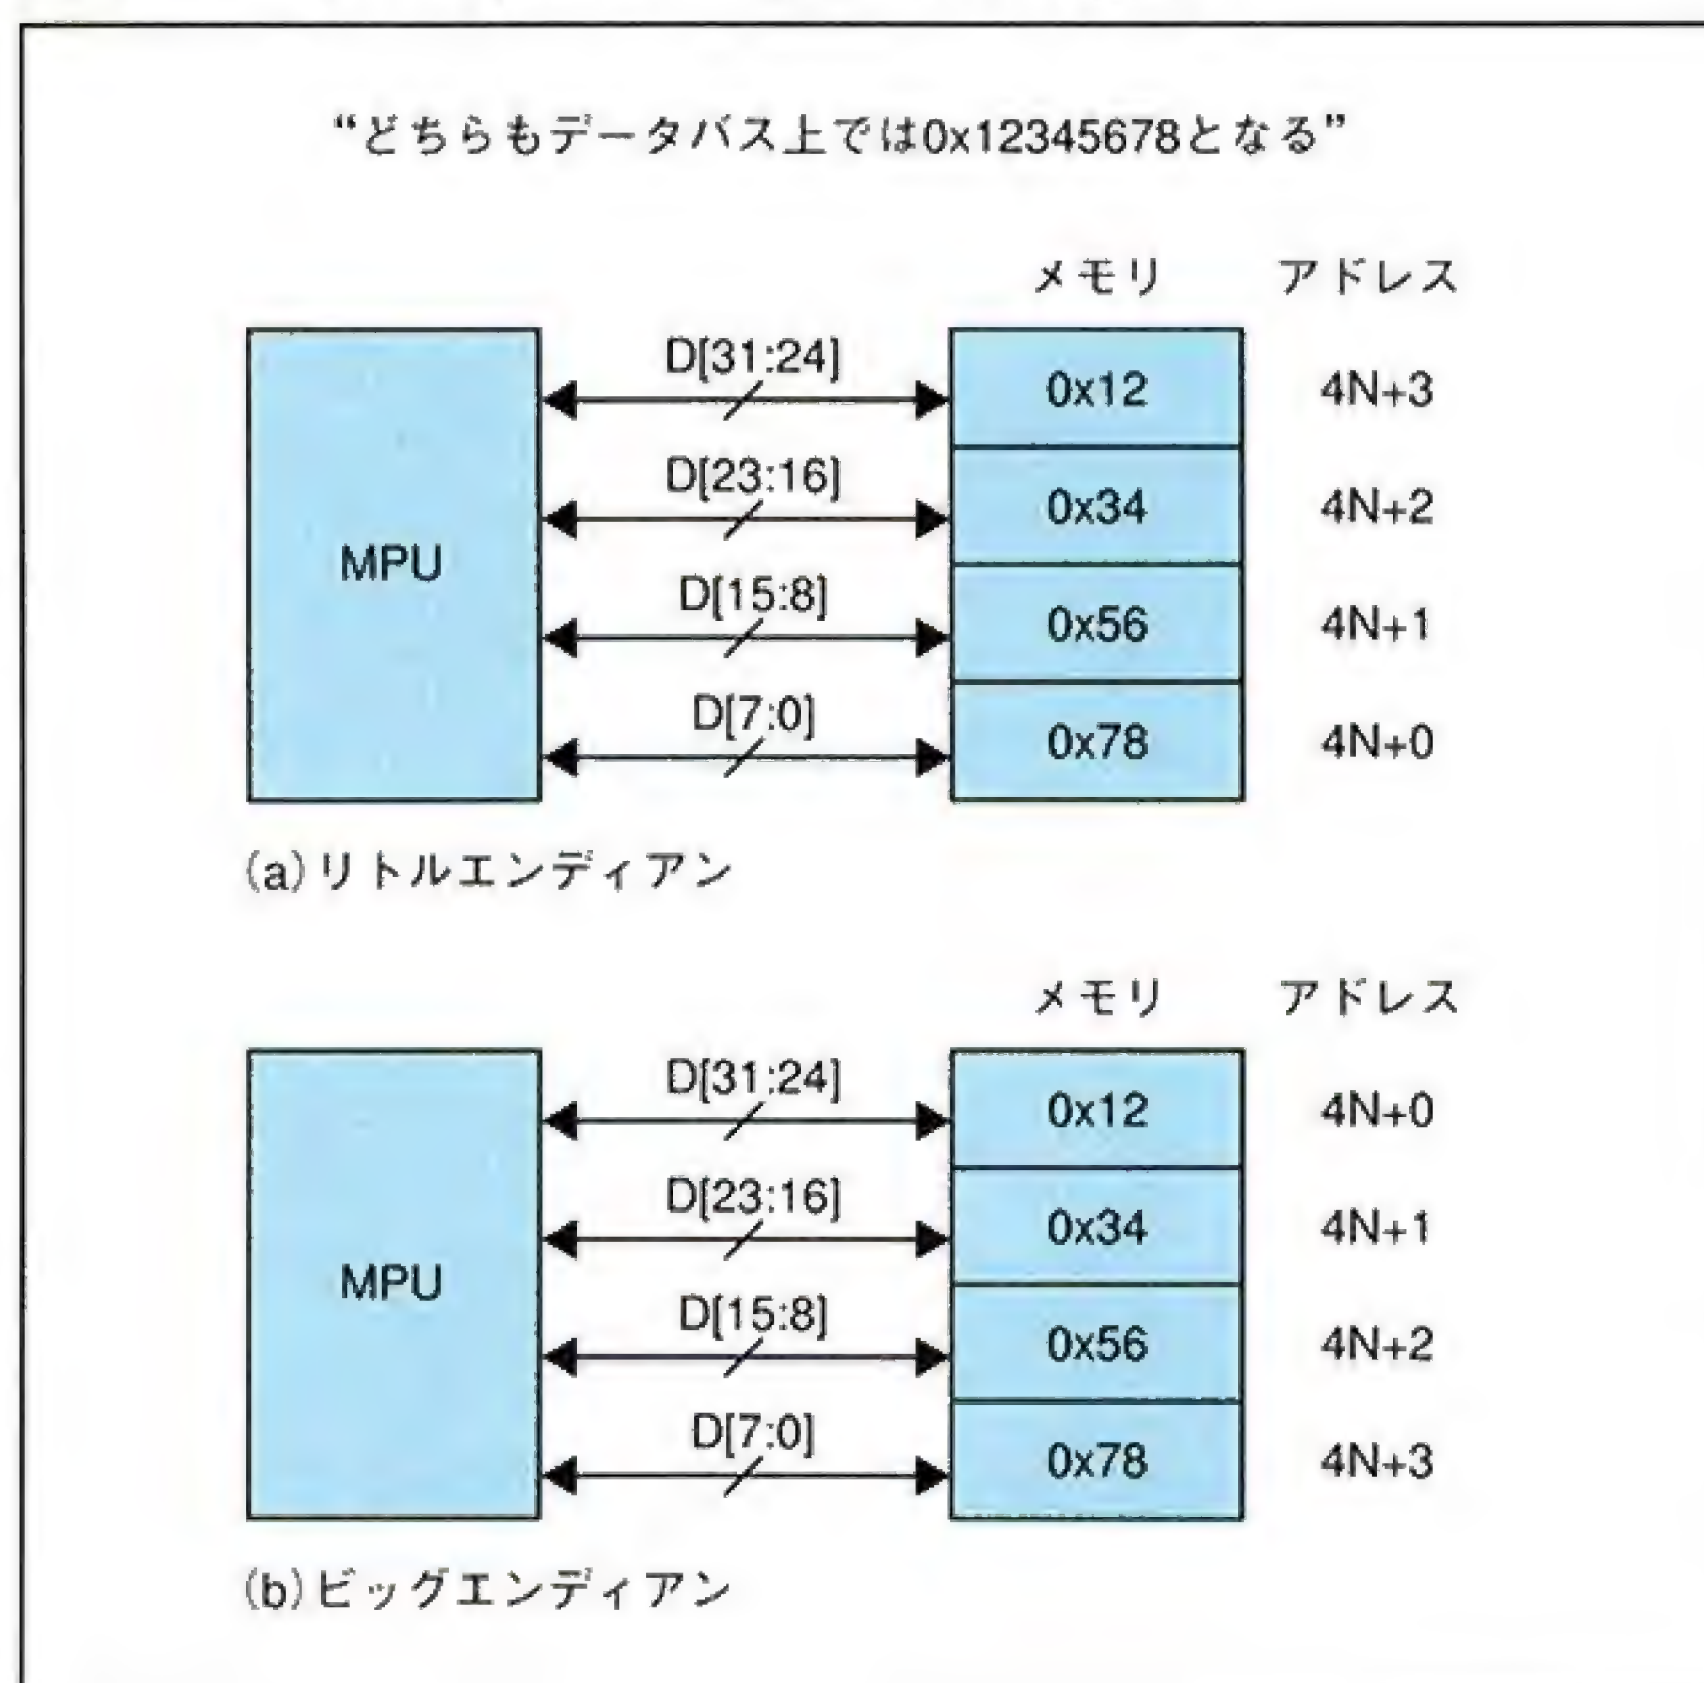 “どちらもデータバス上では0x12345678となる”
メモリ アドレス
D[31:24] 0x12 4N+3
D[23:16] 0x34 4N+2
MPU
D[15:8] 0x56 4N+1
D[7:0] 0x78 4N+0
(a)リトルエンディアン
メモリ アドレス
D[31:24] 0x12 4N+0
D[23:16] 0x34 4N+1
MPU
D[15:8] 0x56 4N+2
D[7:0] 0x78 4N+3
(b)ビッグエンディアン